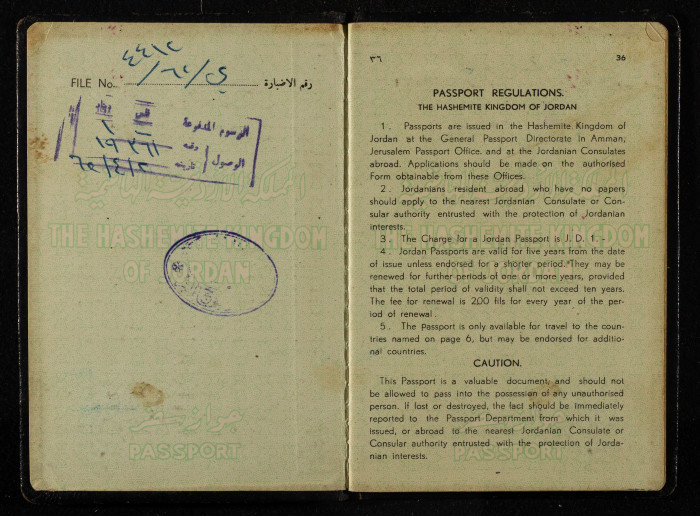 FILE No. رقم الاضبارة
الرسوم المدفوعة
رقمه ١٩٣٦١
الوصول
تاريخه ٦٥/٤/٢
THE HASHEMITE KINGDOM
OF JORDAN
جواز سفر
PASSPORT
٣٦ 36
PASSPORT REGULATIONS.
THE HASHEMITE KINGDOM OF JORDAN
1 . Passports are issued in the Hashemite Kingdom of
Jordan at the General Passport Directorate in Amman;
Jerusalem Passport Office. and at the Jordanian Consulates
abroad. Applications should be made on the authorised
Form obtainable from these Offices.
2 . Jordanians resident abroad who have no papers
should apply to the nearest Jordanian Consulate or Con-
sular authority entrusted with the protection of Jordanian
interests.
3 . The Charge for a Jordan Passport is J. D. 1. -
4 . Jordan Passports are valid for five years from the date
of issue unless endorsed for a shorter period. They may be
renewed for further periods of one or more years, provided
that the total period of validity shall not exceed ten years.
The fee for renewal is 200 fils for every year of the per-
iod of renewal .
5 . The passport is only available for travel to the coun-
tries named on page 6, but may be endorsed for additio-
nal countries.
CAUTION.
This Passport is a valuable document, and should not
be allowed to pass into the possession of any unauthorised
person. If lost or destroyed, the fact should be immediately
reported to the Passport Department from which it was
issued, or abroad to the nearest Jordanian Consulate or
Consular authority entrusted with the protection of Jorda-
nian interests.
PASSPORT